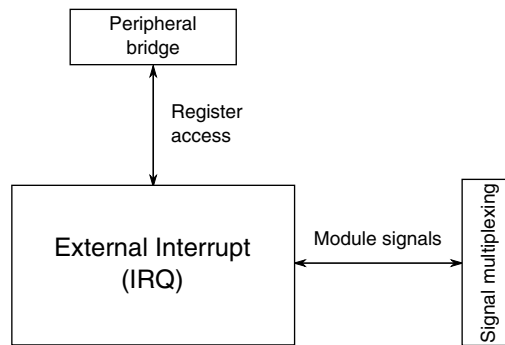 Peripheral
bridge
Register
access
External Interrupt
(IRQ)
Module signals
Signal multiplexing